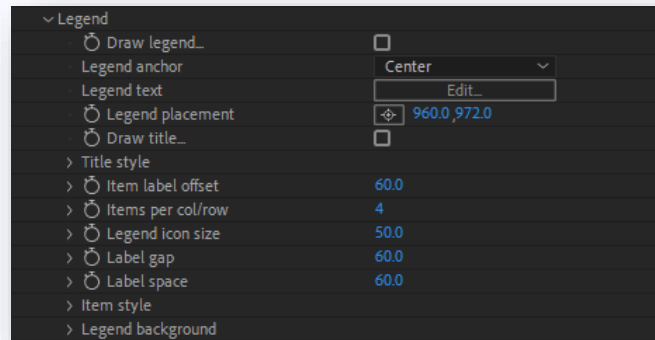 Legend
Draw legend...
Legend anchor Center
Legend text Edit...
Legend placement 960.0,972.0
Draw title...
Title style
Item label offset 60.0
Items per col/row 4
Legend icon size 50.0
Label gap 60.0
Label space 60.0
Item style
Legend background